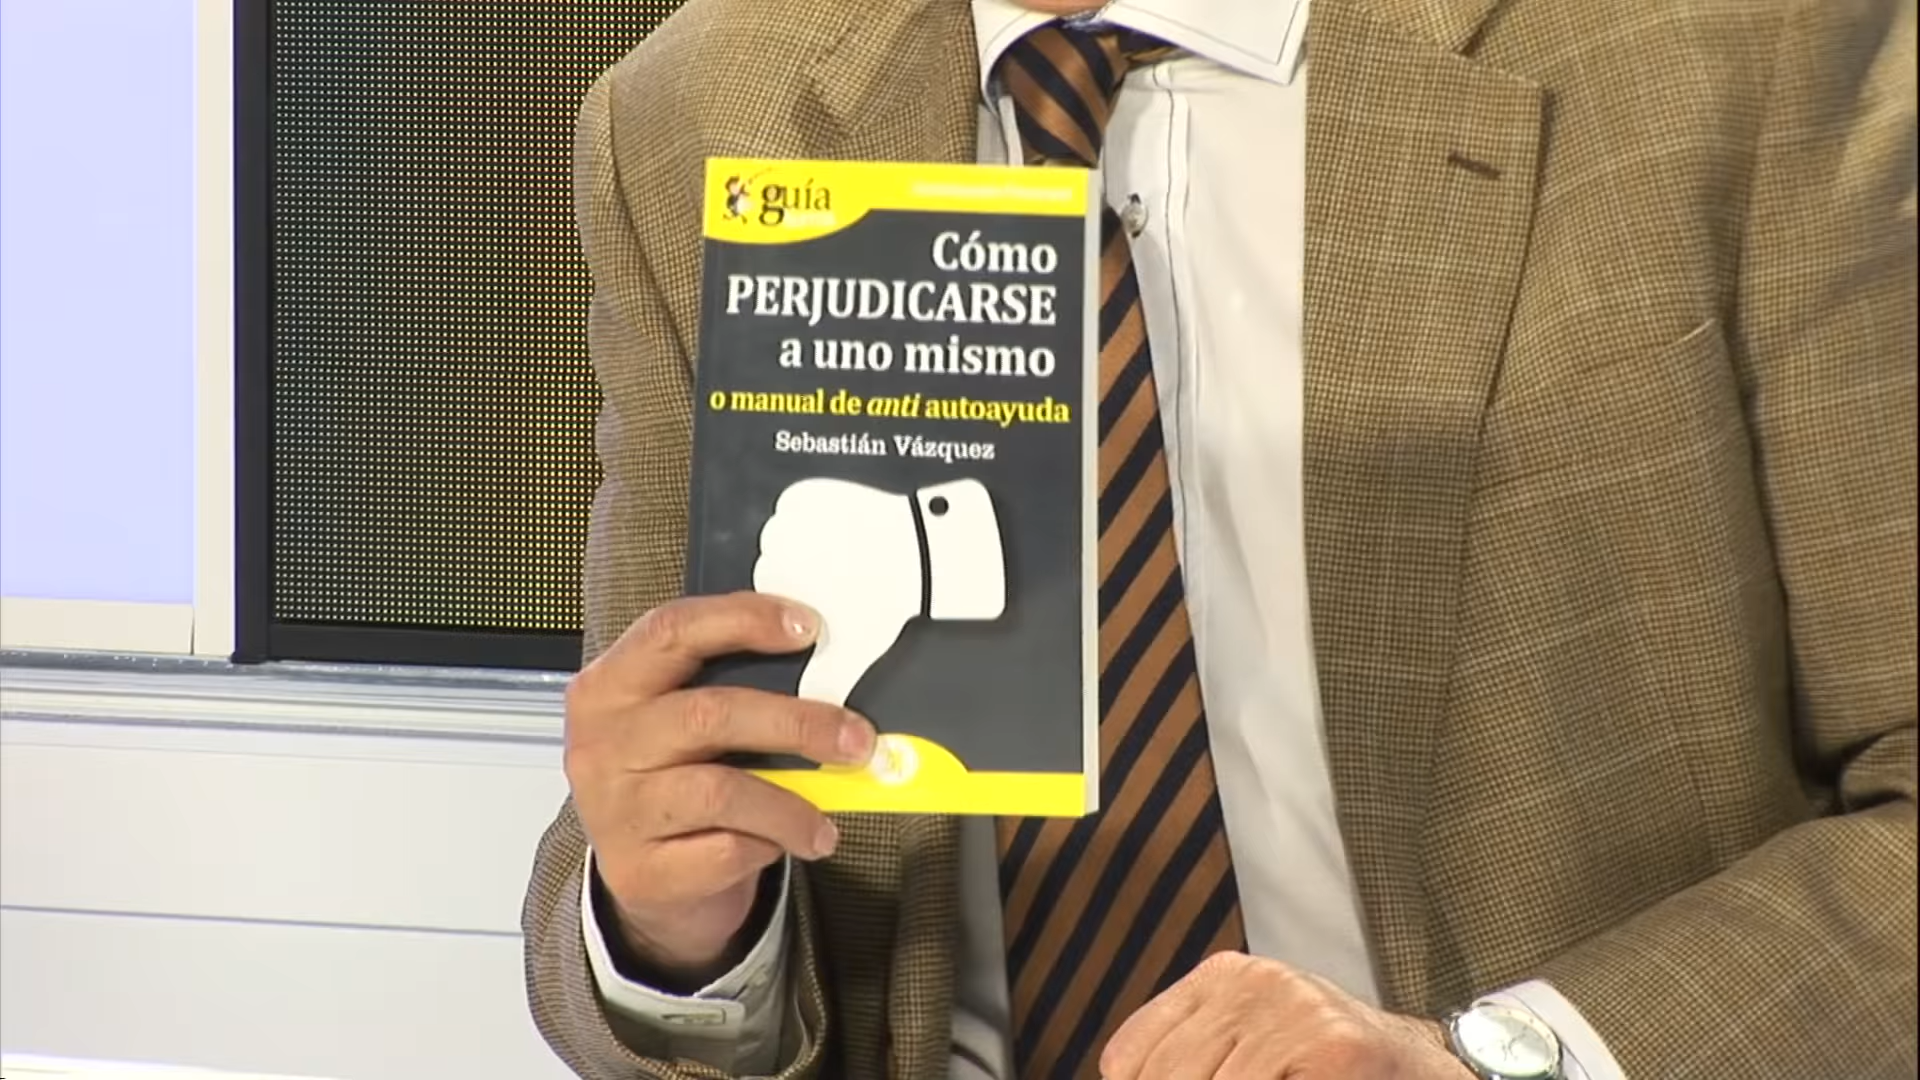 guía
Cómo
PERJUDICARSE
a uno mismo
o manual de anti autoayuda
Sebastián Vázquez